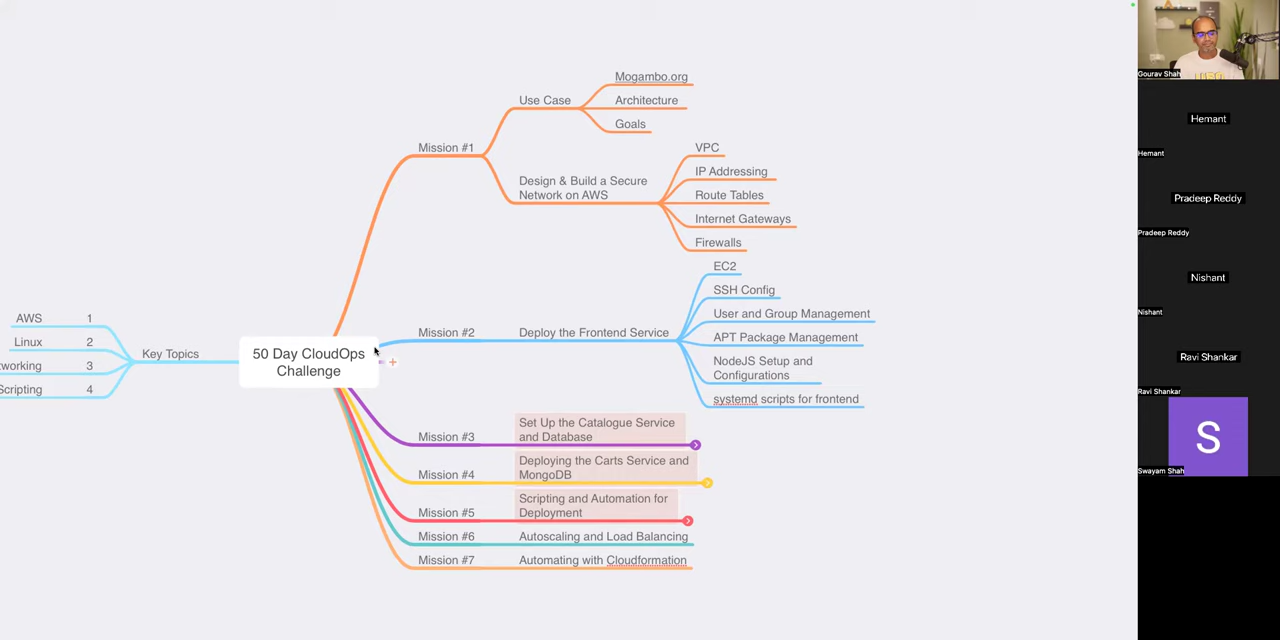 Mogambo.org
Use Case
Architecture
Goals
Mission #1
Design & Build a Secure
Network on AWS
VPC
IP Addressing
Route Tables
Internet Gateways
Firewalls
EC2
SSH Config
User and Group Management
Mission #2
Deploy the Frontend Service
APT Package Management
NodeJS Setup and
Configurations
systemd scripts for frontend
AWS 1
Linux 2
tworking 3
Scripting 4
Key Topics
50 Day CloudOps
Challenge
Mission #3
Set Up the Catalogue Service
and Database
Mission #4
Deploying the Carts Service and
MongoDB
Mission #5
Scripting and Automation for
Deployment
Mission #6
Autoscaling and Load Balancing
Mission #7
Automating with Cloudformation
Gourav Shah
Hemant
Hemant
Pradeep Reddy
Pradeep Reddy
Nishant
Nishant
Ravi Shankar
Ravi Shankar
S
Swayam Shah